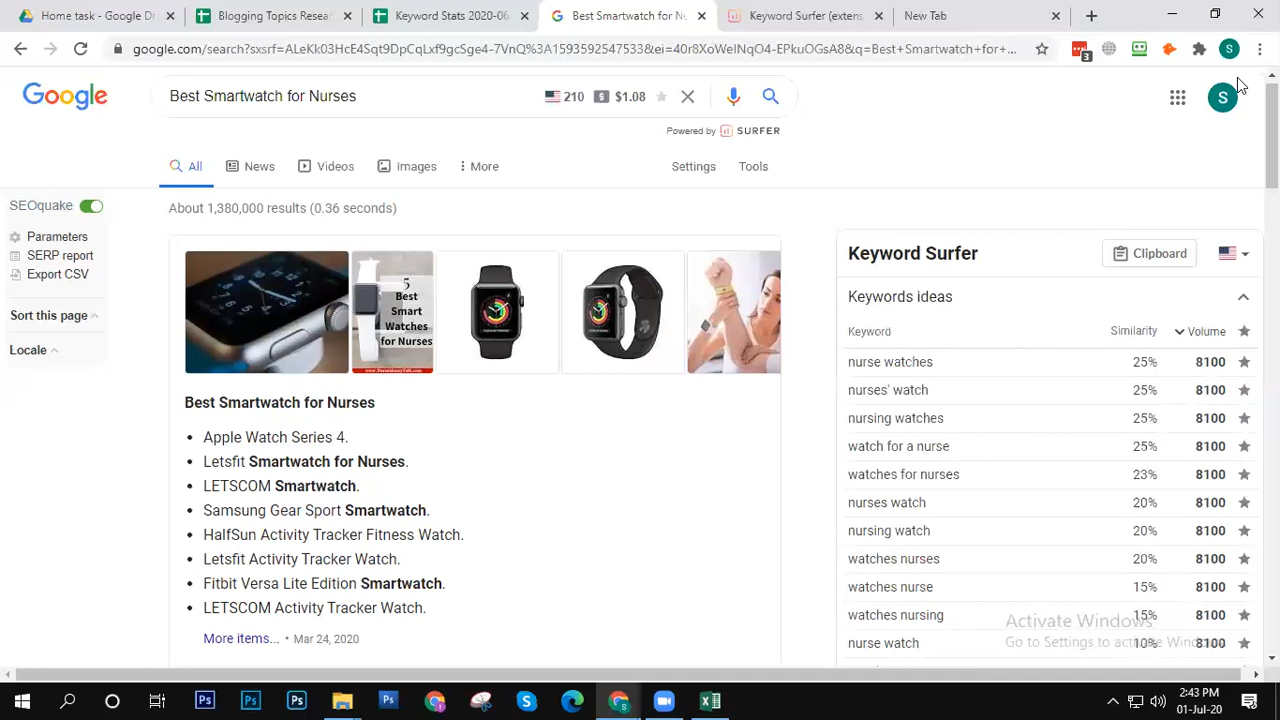 Home task - Google Dr
Blogging Topics Resear
Keyword Stats 2020-06
Best Smartwatch for Nu
Keyword Surfer (extens
New Tab
google.com/search?sxsrf=ALeKk03HcE4Sqt9DpCqLxf9gcSge4-7VnQ%3A1593592547533&ei=40r8XoWeINqO4-EPkuOGsA8&q=Best+Smartwatch+for+...
3
S
Google
Best Smartwatch for Nurses
210
$1.08
S
Powered by SURFER
All
News
Videos
Images
More
Settings
Tools
SEOquake
Parameters
SERP report
Export CSV
Sort this page
Locale
About 1,380,000 results (0.36 seconds)
5
Best
Smart
Watches
for Nurses
www.NurseMoneyTalk.com
Best Smartwatch for Nurses
Apple Watch Series 4.
Letsfit Smartwatch for Nurses.
LETSCOM Smartwatch.
Samsung Gear Sport Smartwatch.
HalfSun Activity Tracker Fitness Watch.
Letsfit Activity Tracker Watch.
Fitbit Versa Lite Edition Smartwatch.
LETSCOM Activity Tracker Watch.
More items... • Mar 24, 2020
Keyword Surfer
Clipboard
Keywords ideas
Keyword Similarity Volume
nurse watches 25% 8100
nurses' watch 25% 8100
nursing watches 25% 8100
watch for a nurse 25% 8100
watches for nurses 23% 8100
nurses watch 20% 8100
nursing watch 20% 8100
watches nurses 20% 8100
watches nurse 15% 8100
watches nursing 15% 8100
nurse watch 10% 8100
Activate Windows
Go to Settings to activate Windows.
2:43 PM
01-Jul-20